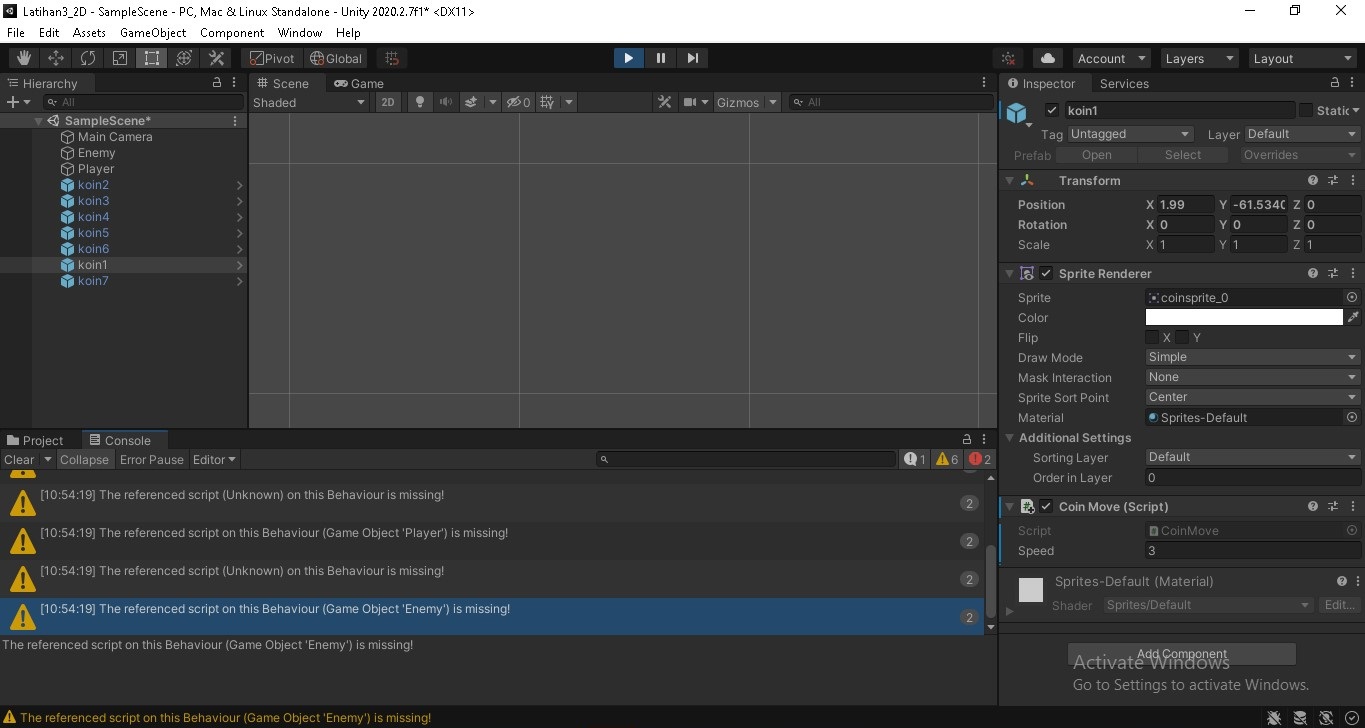 Latihan3_2D - SampleScene - PC, Mac & Linux Standalone - Unity 2020.2.7f1* <DX11>
File Edit Assets GameObject Component Window Help
Pivot Global Account Layers Layout
Hierarchy Scene Game Inspector Services
All Shaded 2D 0 Gizmos All
koin1 Static
SampleScene*
Main Camera
Enemy
Player
koin2
koin3
koin4
koin5
koin6
koin1
koin7
Tag Untagged Layer Default
Prefab Open Select Overrides
Transform
Position X 1.99 Y -61.534( Z 0
Rotation X 0 Y 0 Z 0
Scale X 1 Y 1 Z 1
Sprite Renderer
Sprite coinsprite_0
Color
Flip X Y
Draw Mode Simple
Mask Interaction None
Sprite Sort Point Center
Material Sprites-Default
Additional Settings
Sorting Layer Default
Order in Layer 0
Coin Move (Script)
Script CoinMove
Speed 3
Sprites-Default (Material)
Shader Sprites/Default Edit...
Add Component
Activate Windows
Go to Settings to activate Windows.
Project Console
Clear Collapse Error Pause Editor 1 6 2
[10:54:19] The referenced script (Unknown) on this Behaviour is missing! 2
[10:54:19] The referenced script on this Behaviour (Game Object 'Player') is missing! 2
[10:54:19] The referenced script (Unknown) on this Behaviour is missing! 2
[10:54:19] The referenced script on this Behaviour (Game Object 'Enemy') is missing! 2
The referenced script on this Behaviour (Game Object 'Enemy') is missing!
The referenced script on this Behaviour (Game Object 'Enemy') is missing!